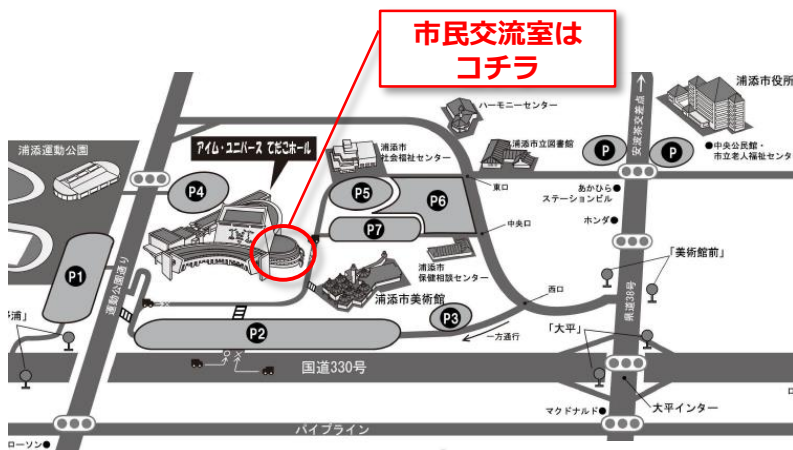 市民交流室は
コチラ
浦添市役所
安波茶交差点
ハーモニーセンター
アイム・ユニバース てだこホール
浦添運動公園
浦添市
社会福祉センター
浦添市立図書館
P
P
●中央公民館・
市立老人福祉センター
P4
P5
P6
東口
あかひら●
ステーションビル
ホンダ●
P7
中央口
「美術館前」
P1
運動公園通り
浦添市
保健相談センター
浦添市美術館
西口
県道38号
P2
P3
一方通行
「大平」
国道330号
マクドナルド●
大平インター
パイプライン
ローソン●